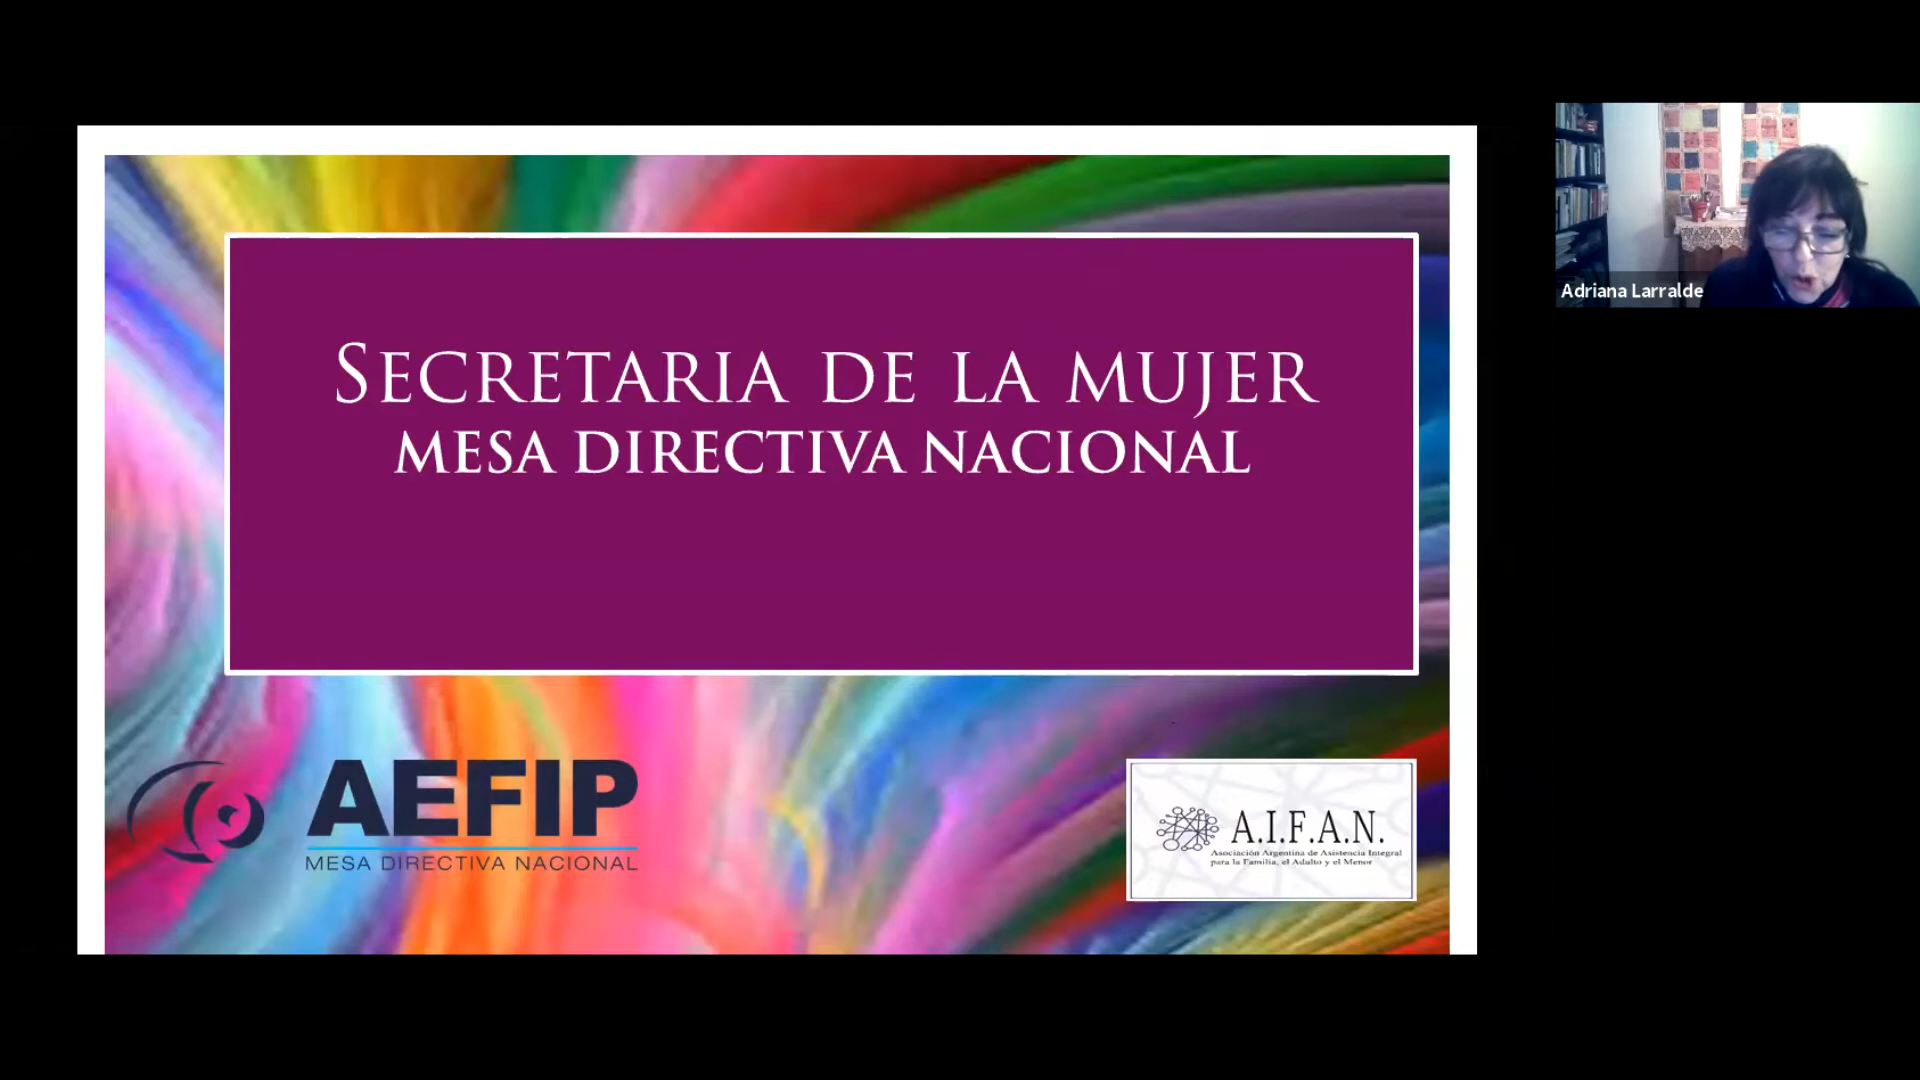 SECRETARIA DE LA MUJER
MESA DIRECTIVA NACIONAL
AEFIP
MESA DIRECTIVA NACIONAL
A.I.F.A.N.
Asociación Argentina de Asistencia Integral
para la Familia, el Adulto y el Menor
Adriana Larralde